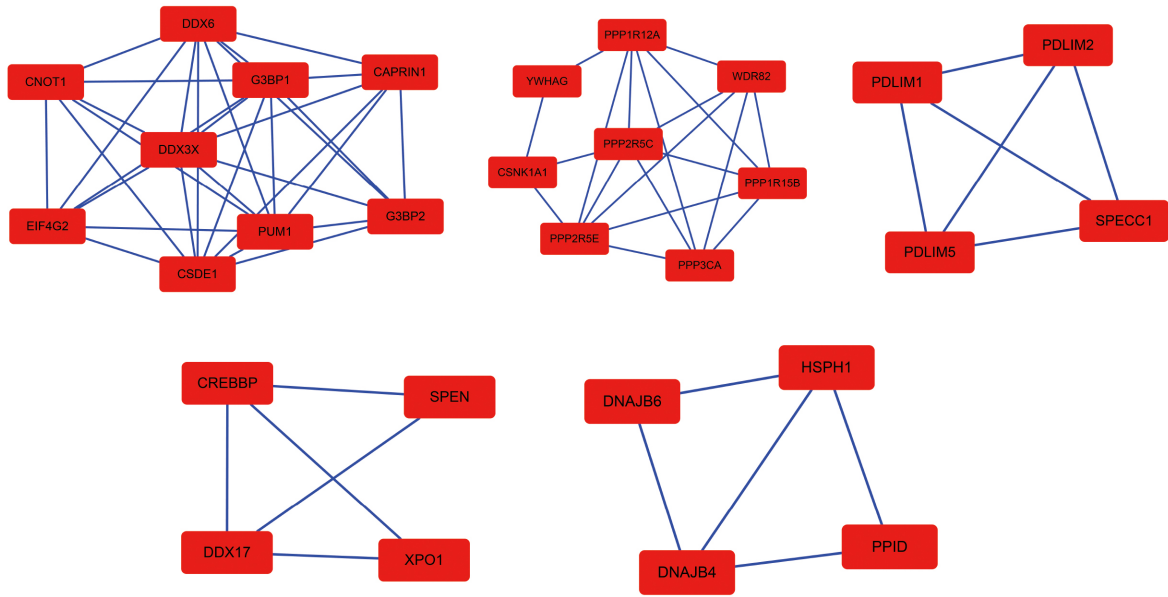 DDX6
CNOT1
G3BP1
CAPRIN1
DDX3X
EIF4G2
PUM1
G3BP2
CSDE1
PPP1R12A
YWHAG
WDR82
PPP2R5C
CSNK1A1
PPP1R15B
PPP2R5E
PPP3CA
PDLIM2
PDLIM1
SPECC1
PDLIM5
CREBBP
SPEN
DDX17
XPO1
HSPH1
DNAJB6
PPID
DNAJB4